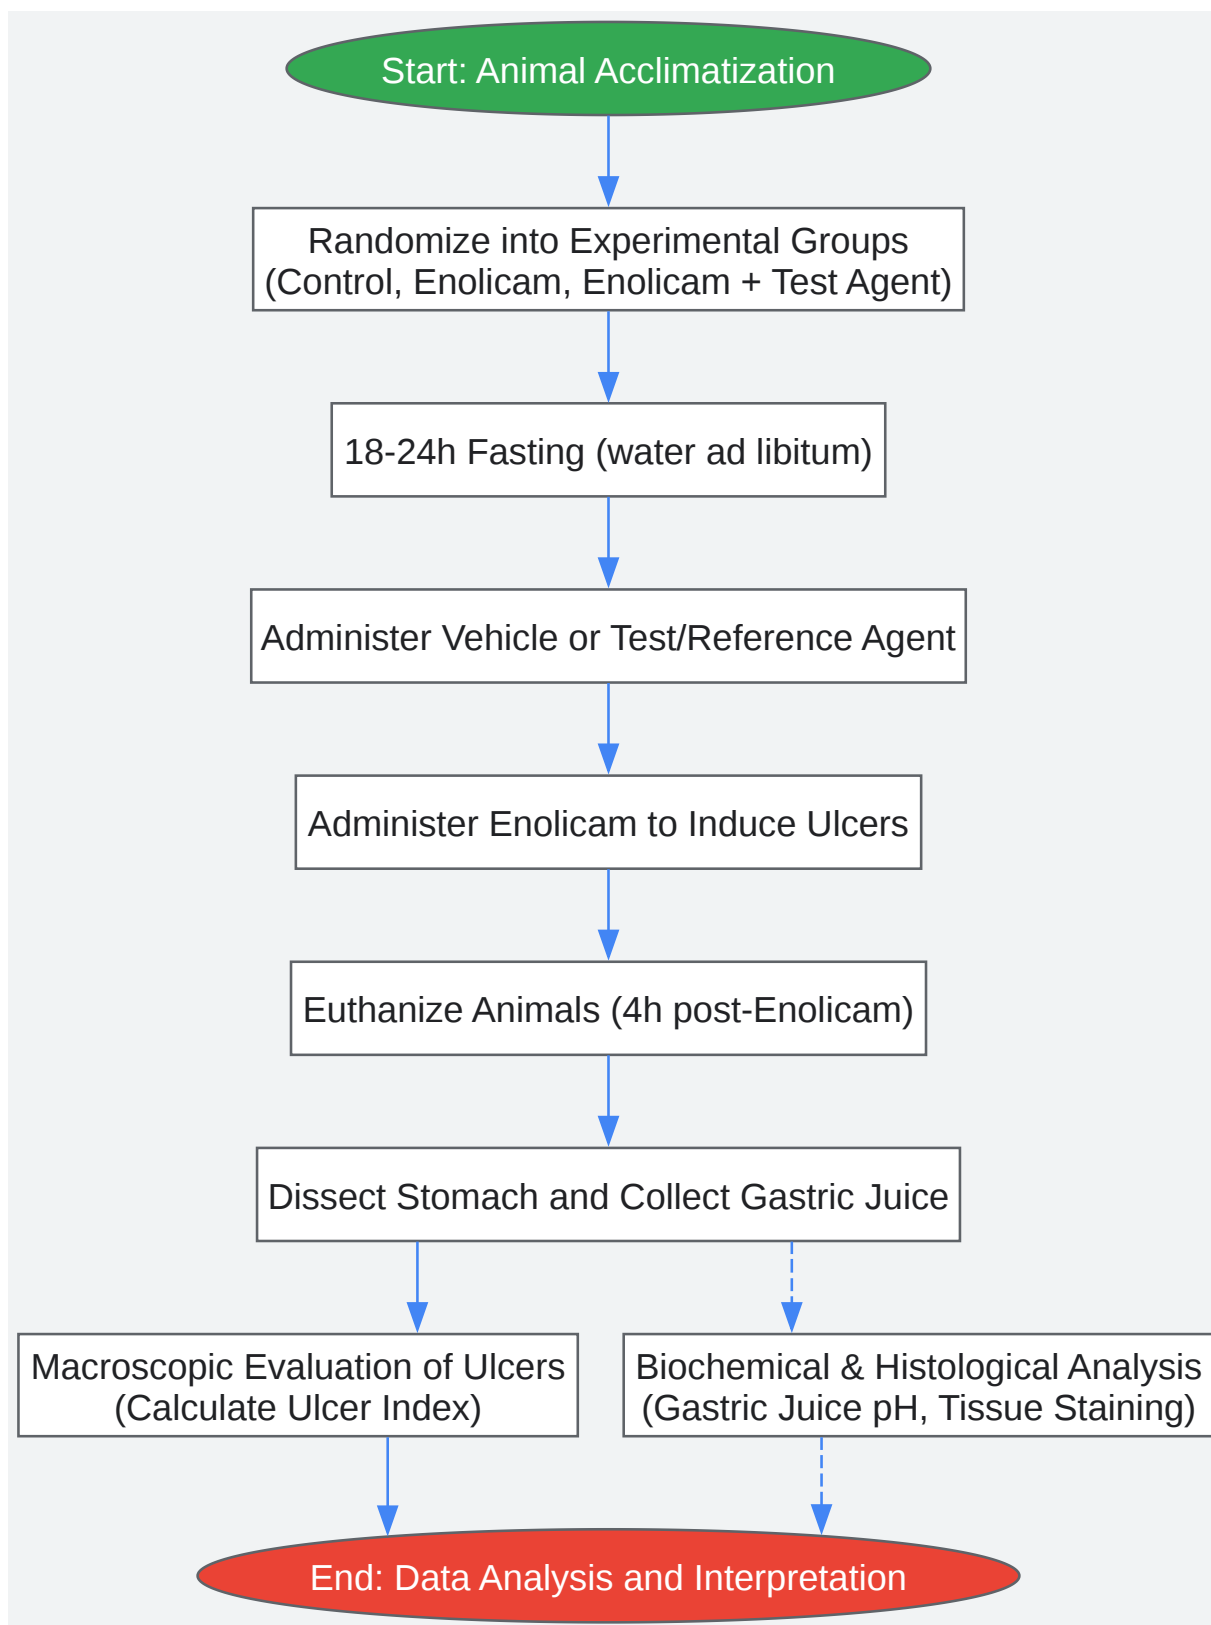 Start: Animal Acclimatization
Randomize into Experimental Groups
(Control, Enolicam, Enolicam + Test Agent)
18-24h Fasting (water ad libitum)
Administer Vehicle or Test/Reference Agent
Administer Enolicam to Induce Ulcers
Euthanize Animals (4h post-Enolicam)
Dissect Stomach and Collect Gastric Juice
Macroscopic Evaluation of Ulcers
(Calculate Ulcer Index)
Biochemical & Histological Analysis
(Gastric Juice pH, Tissue Staining)
End: Data Analysis and Interpretation